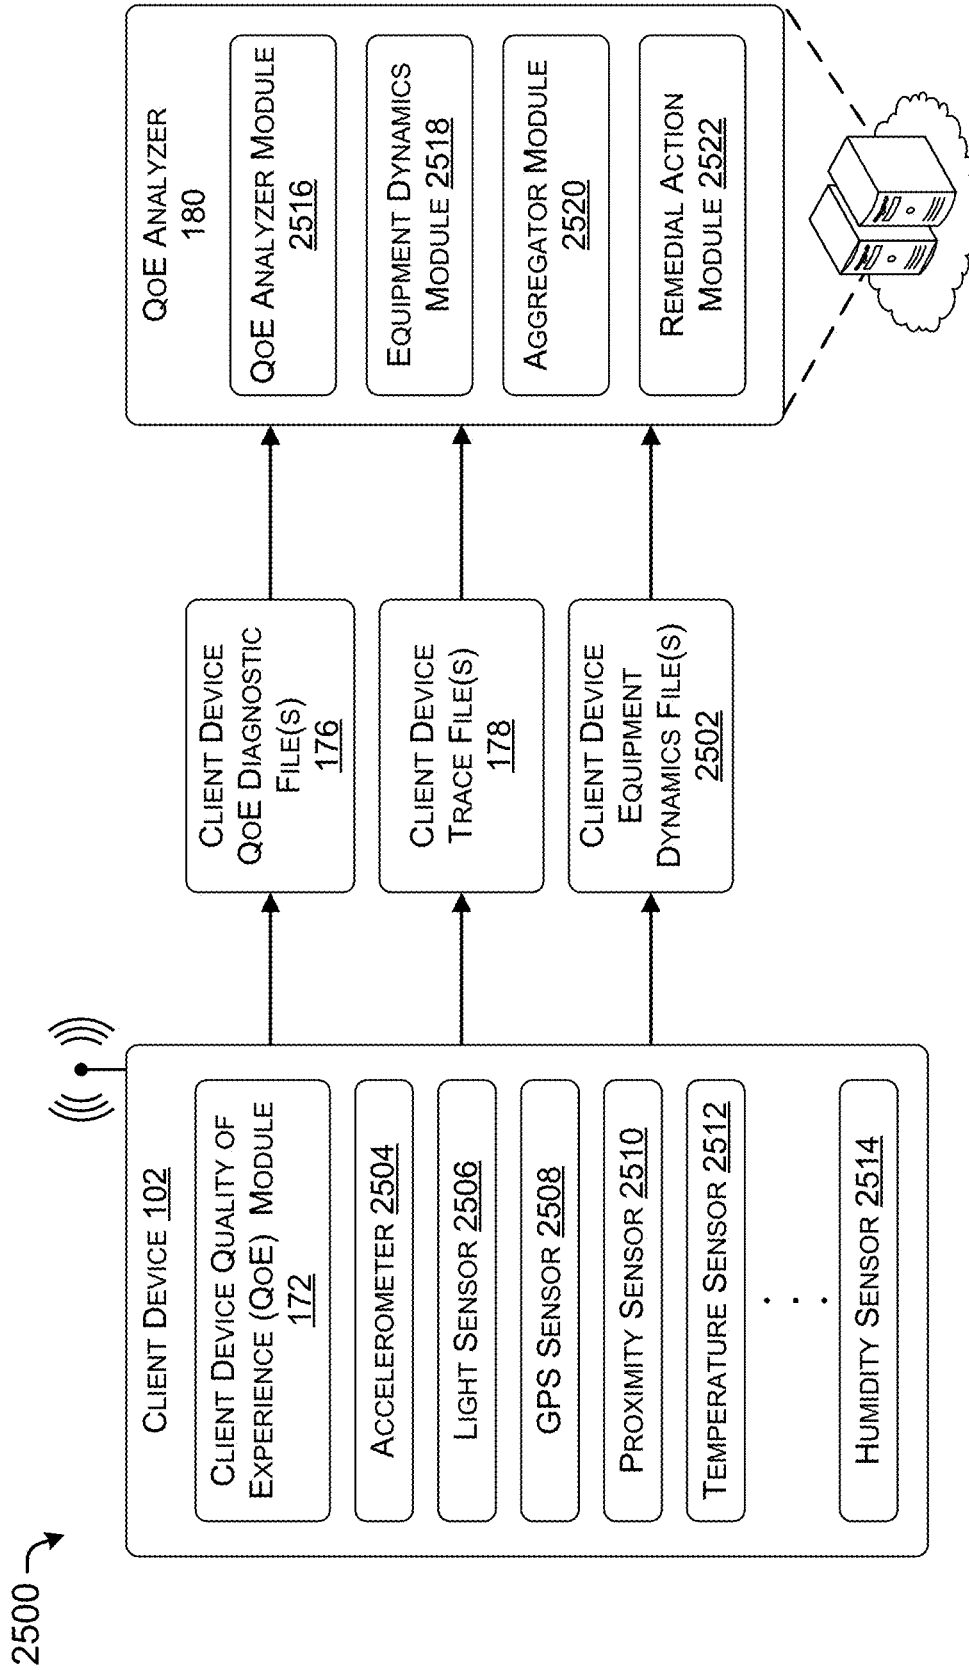 2500
CLIENT DEVICE 102
CLIENT DEVICE QUALITY OF
EXPERIENCE (QOE) MODULE
172
ACCELEROMETER 2504
LIGHT SENSOR 2506
GPS SENSOR 2508
PROXIMITY SENSOR 2510
TEMPERATURE SENSOR 2512
. . .
HUMIDITY SENSOR 2514
CLIENT DEVICE
QOE DIAGNOSTIC
FILE(S)
176
CLIENT DEVICE
TRACE FILE(S)
178
CLIENT DEVICE
EQUIPMENT
DYNAMICS FILE(S)
2502
QOE ANALYZER
180
QOE ANALYZER MODULE
2516
EQUIPMENT DYNAMICS
MODULE 2518
AGGREGATOR MODULE
2520
REMEDIAL ACTION
MODULE 2522